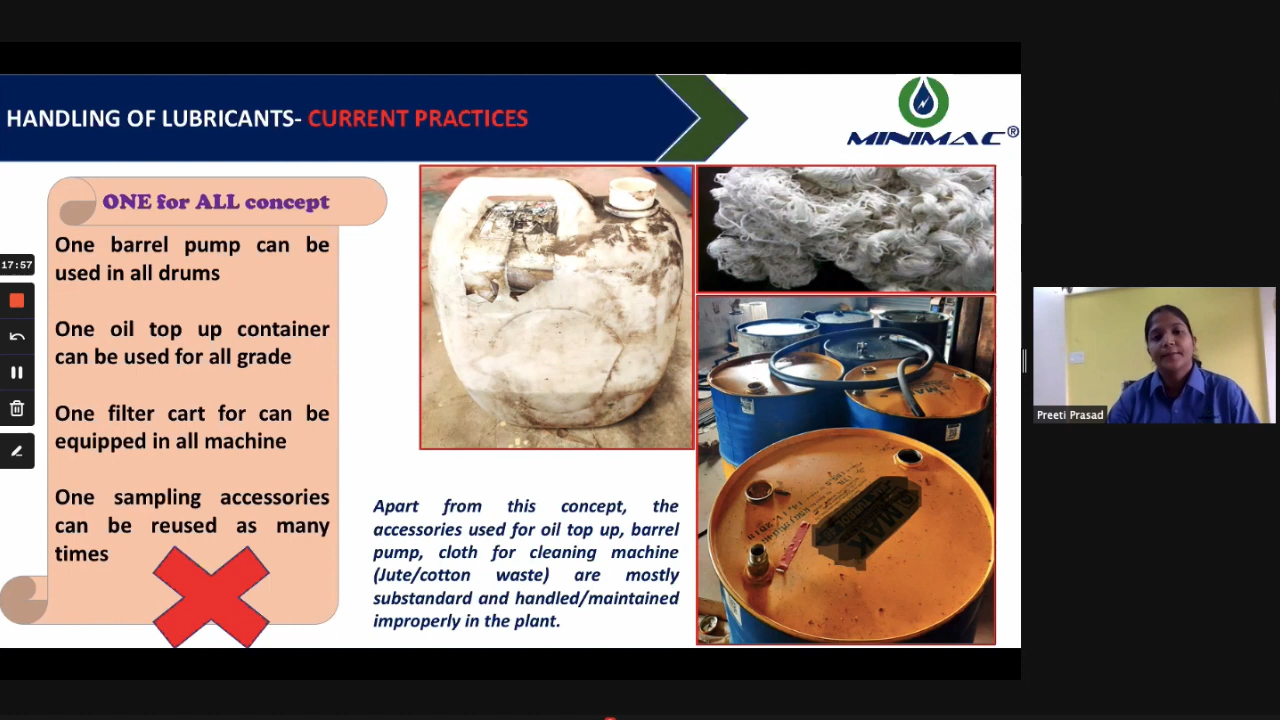 HANDLING OF LUBRICANTS- CURRENT PRACTICES
MINIMAC®
ONE for ALL concept
One barrel pump can be
used in all drums
One oil top up container
can be used for all grade
One filter cart for can be
equipped in all machine
One sampling accessories
can be reused as many
times
Apart from this concept, the
accessories used for oil top up, barrel
pump, cloth for cleaning machine
(Jute/cotton waste) are mostly
substandard and handled/maintained
improperly in the plant.
17:57
Preeti Prasad